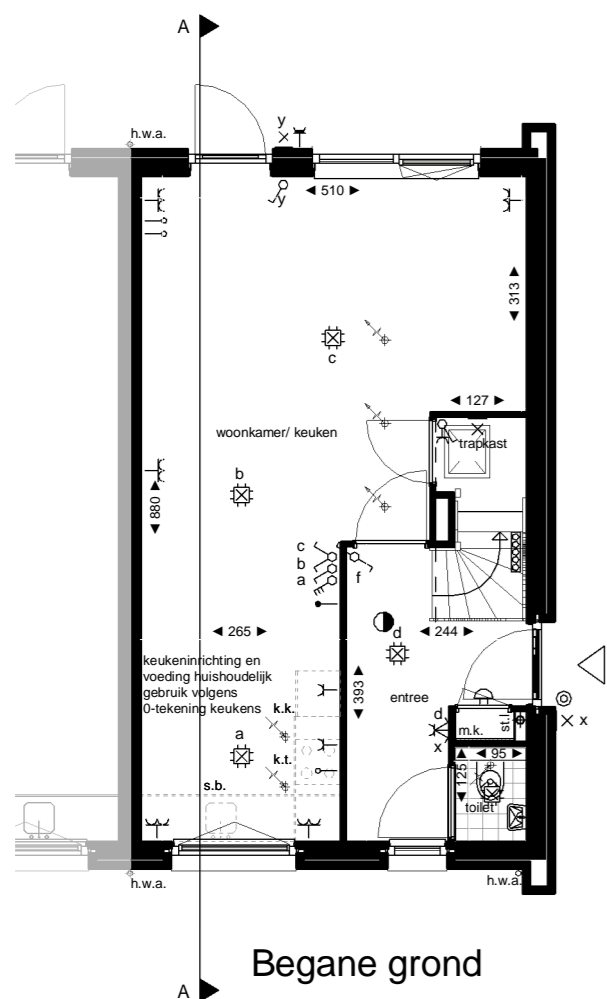 A
h.w.a.
y
y
510
313
c
127
trapkast
woonkamer/ keuken
b
880
c
b
a
f
265
d
244
keukeninrichting en
voeding huishoudelijk
gebruik volgens
0-tekening keukens
393
entree
k.k.
d
x
m.k.
st.l
x
a
k.t.
95
125
toilet
s.b.
h.w.a.
h.w.a.
Begane grond
A